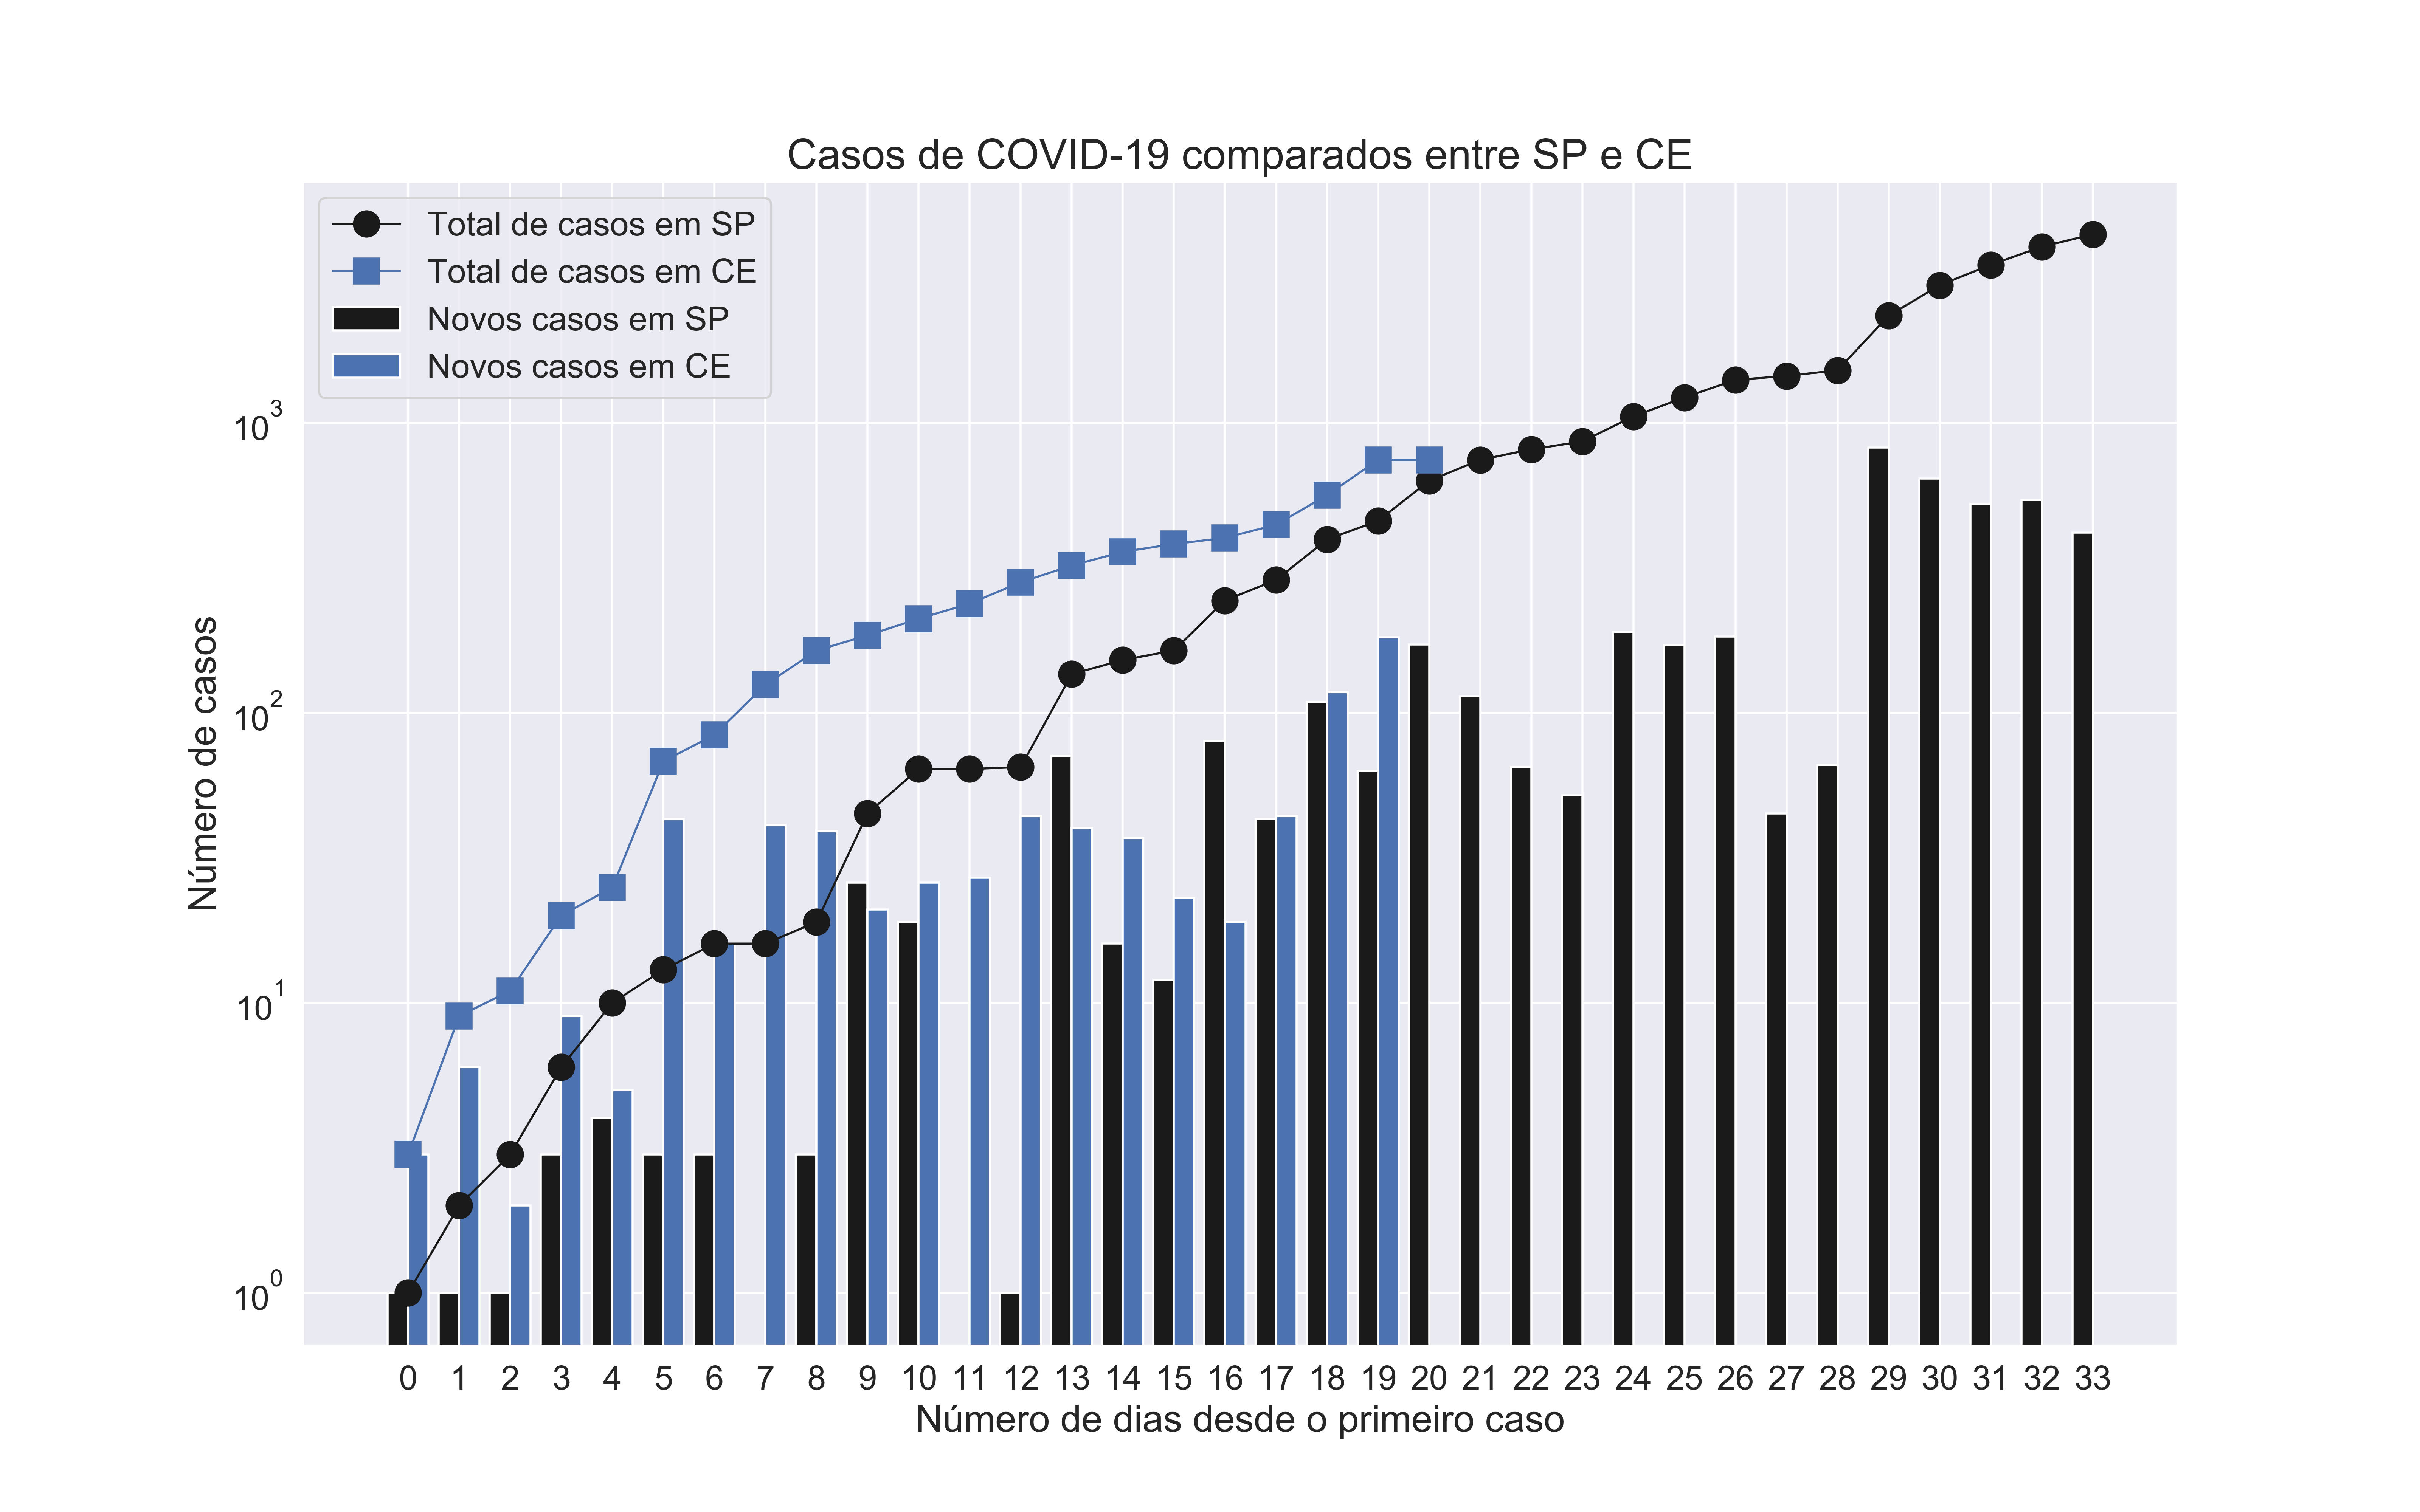 Casos de COVID-19 comparados entre SP e CE
Total de casos em SP
Total de casos em CE
Novos casos em SP
Novos casos em CE
10³
10²
10¹
10⁰
Número de casos
0 1 2 3 4 5 6 7 8 9 10 11 12 13 14 15 16 17 18 19 20 21 22 23 24 25 26 27 28 29 30 31 32 33
Número de dias desde o primeiro caso